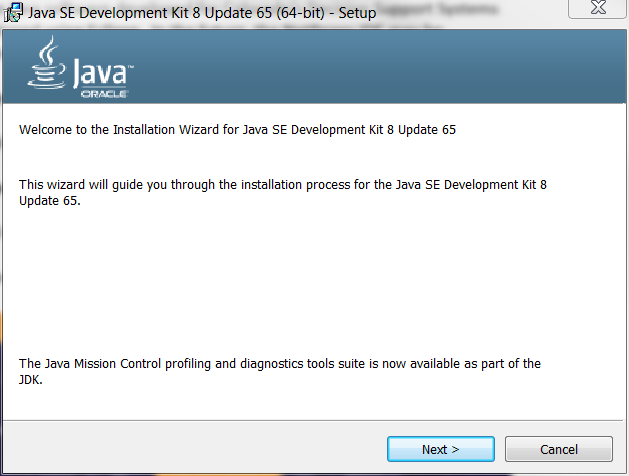 Java SE Development Kit 8 Update 65 (64-bit) - Setup
Support Systems
Java™
ORACLE
Welcome to the Installation Wizard for Java SE Development Kit 8 Update 65
This wizard will guide you through the installation process for the Java SE Development Kit 8
Update 65.
The Java Mission Control profiling and diagnostics tools suite is now available as part of the
JDK.
Next >
Cancel